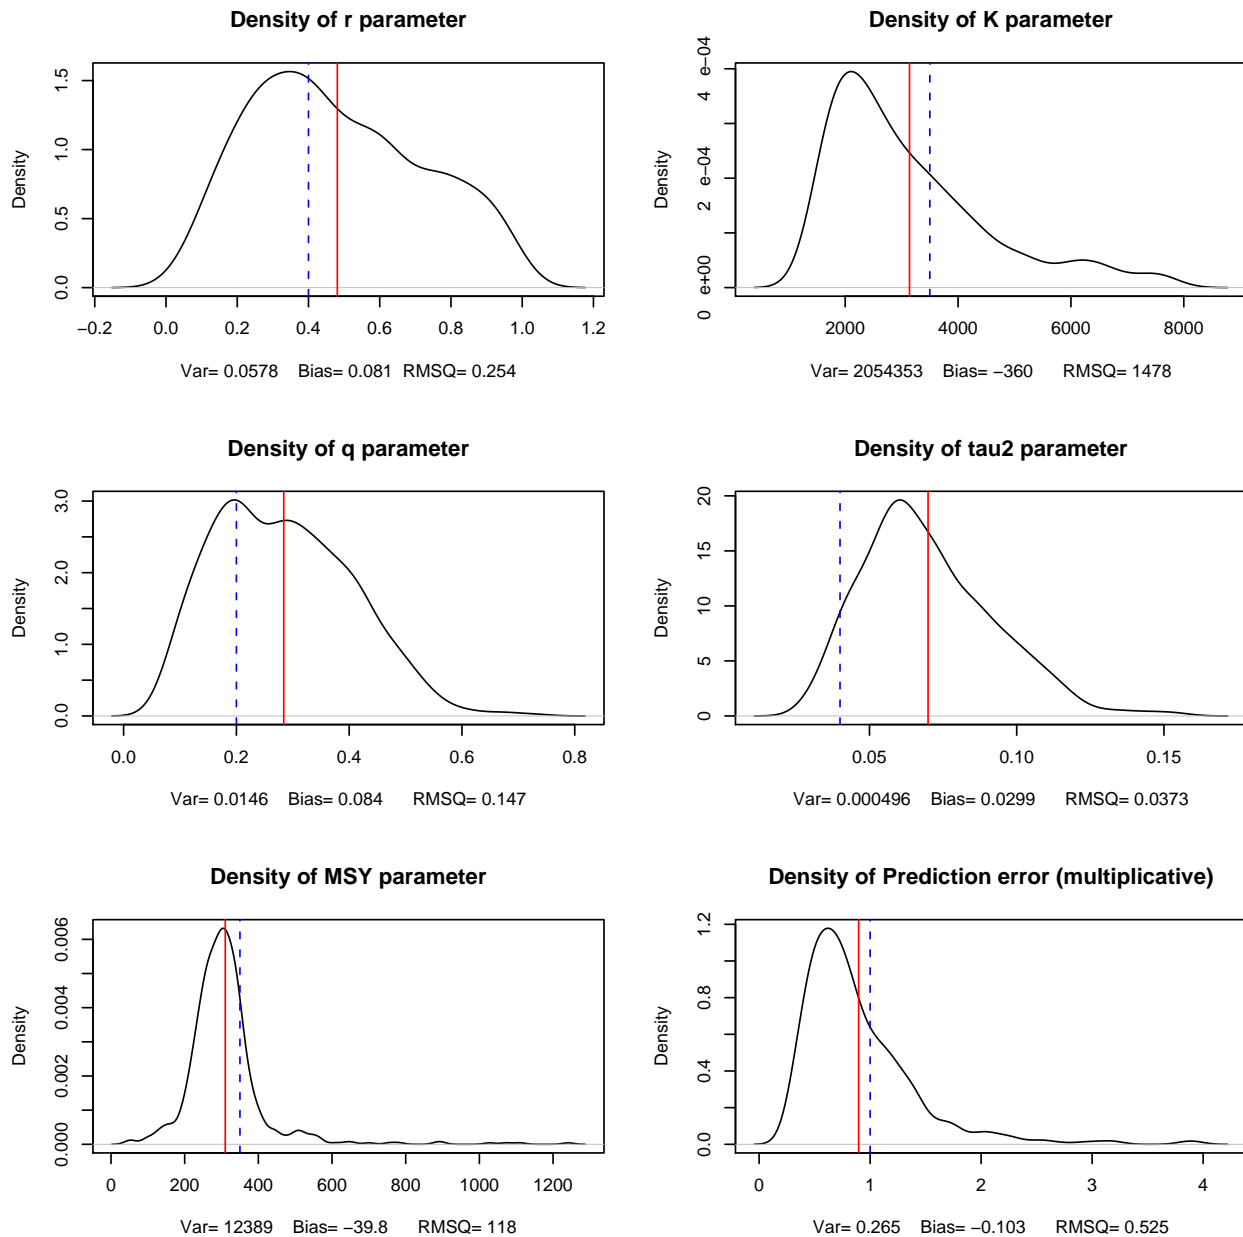 Density of r parameter
Density
0.0 0.5 1.0 1.5
−0.2 0.0 0.2 0.4 0.6 0.8 1.0 1.2
Var= 0.0578 Bias= 0.081 RMSQ= 0.254
Density of K parameter
Density
0 e+00 2 e−04 4 e−04
2000 4000 6000 8000
Var= 2054353 Bias= −360 RMSQ= 1478
Density of q parameter
Density
0.0 1.0 2.0 3.0
0.0 0.2 0.4 0.6 0.8
Var= 0.0146 Bias= 0.084 RMSQ= 0.147
Density of tau2 parameter
Density
0 5 10 15 20
0.05 0.10 0.15
Var= 0.000496 Bias= 0.0299 RMSQ= 0.0373
Density of MSY parameter
Density
0.000 0.002 0.004 0.006
0 200 400 600 800 1000 1200
Var= 12389 Bias= −39.8 RMSQ= 118
Density of Prediction error (multiplicative)
Density
0.0 0.4 0.8 1.2
0 1 2 3 4
Var= 0.265 Bias= −0.103 RMSQ= 0.525